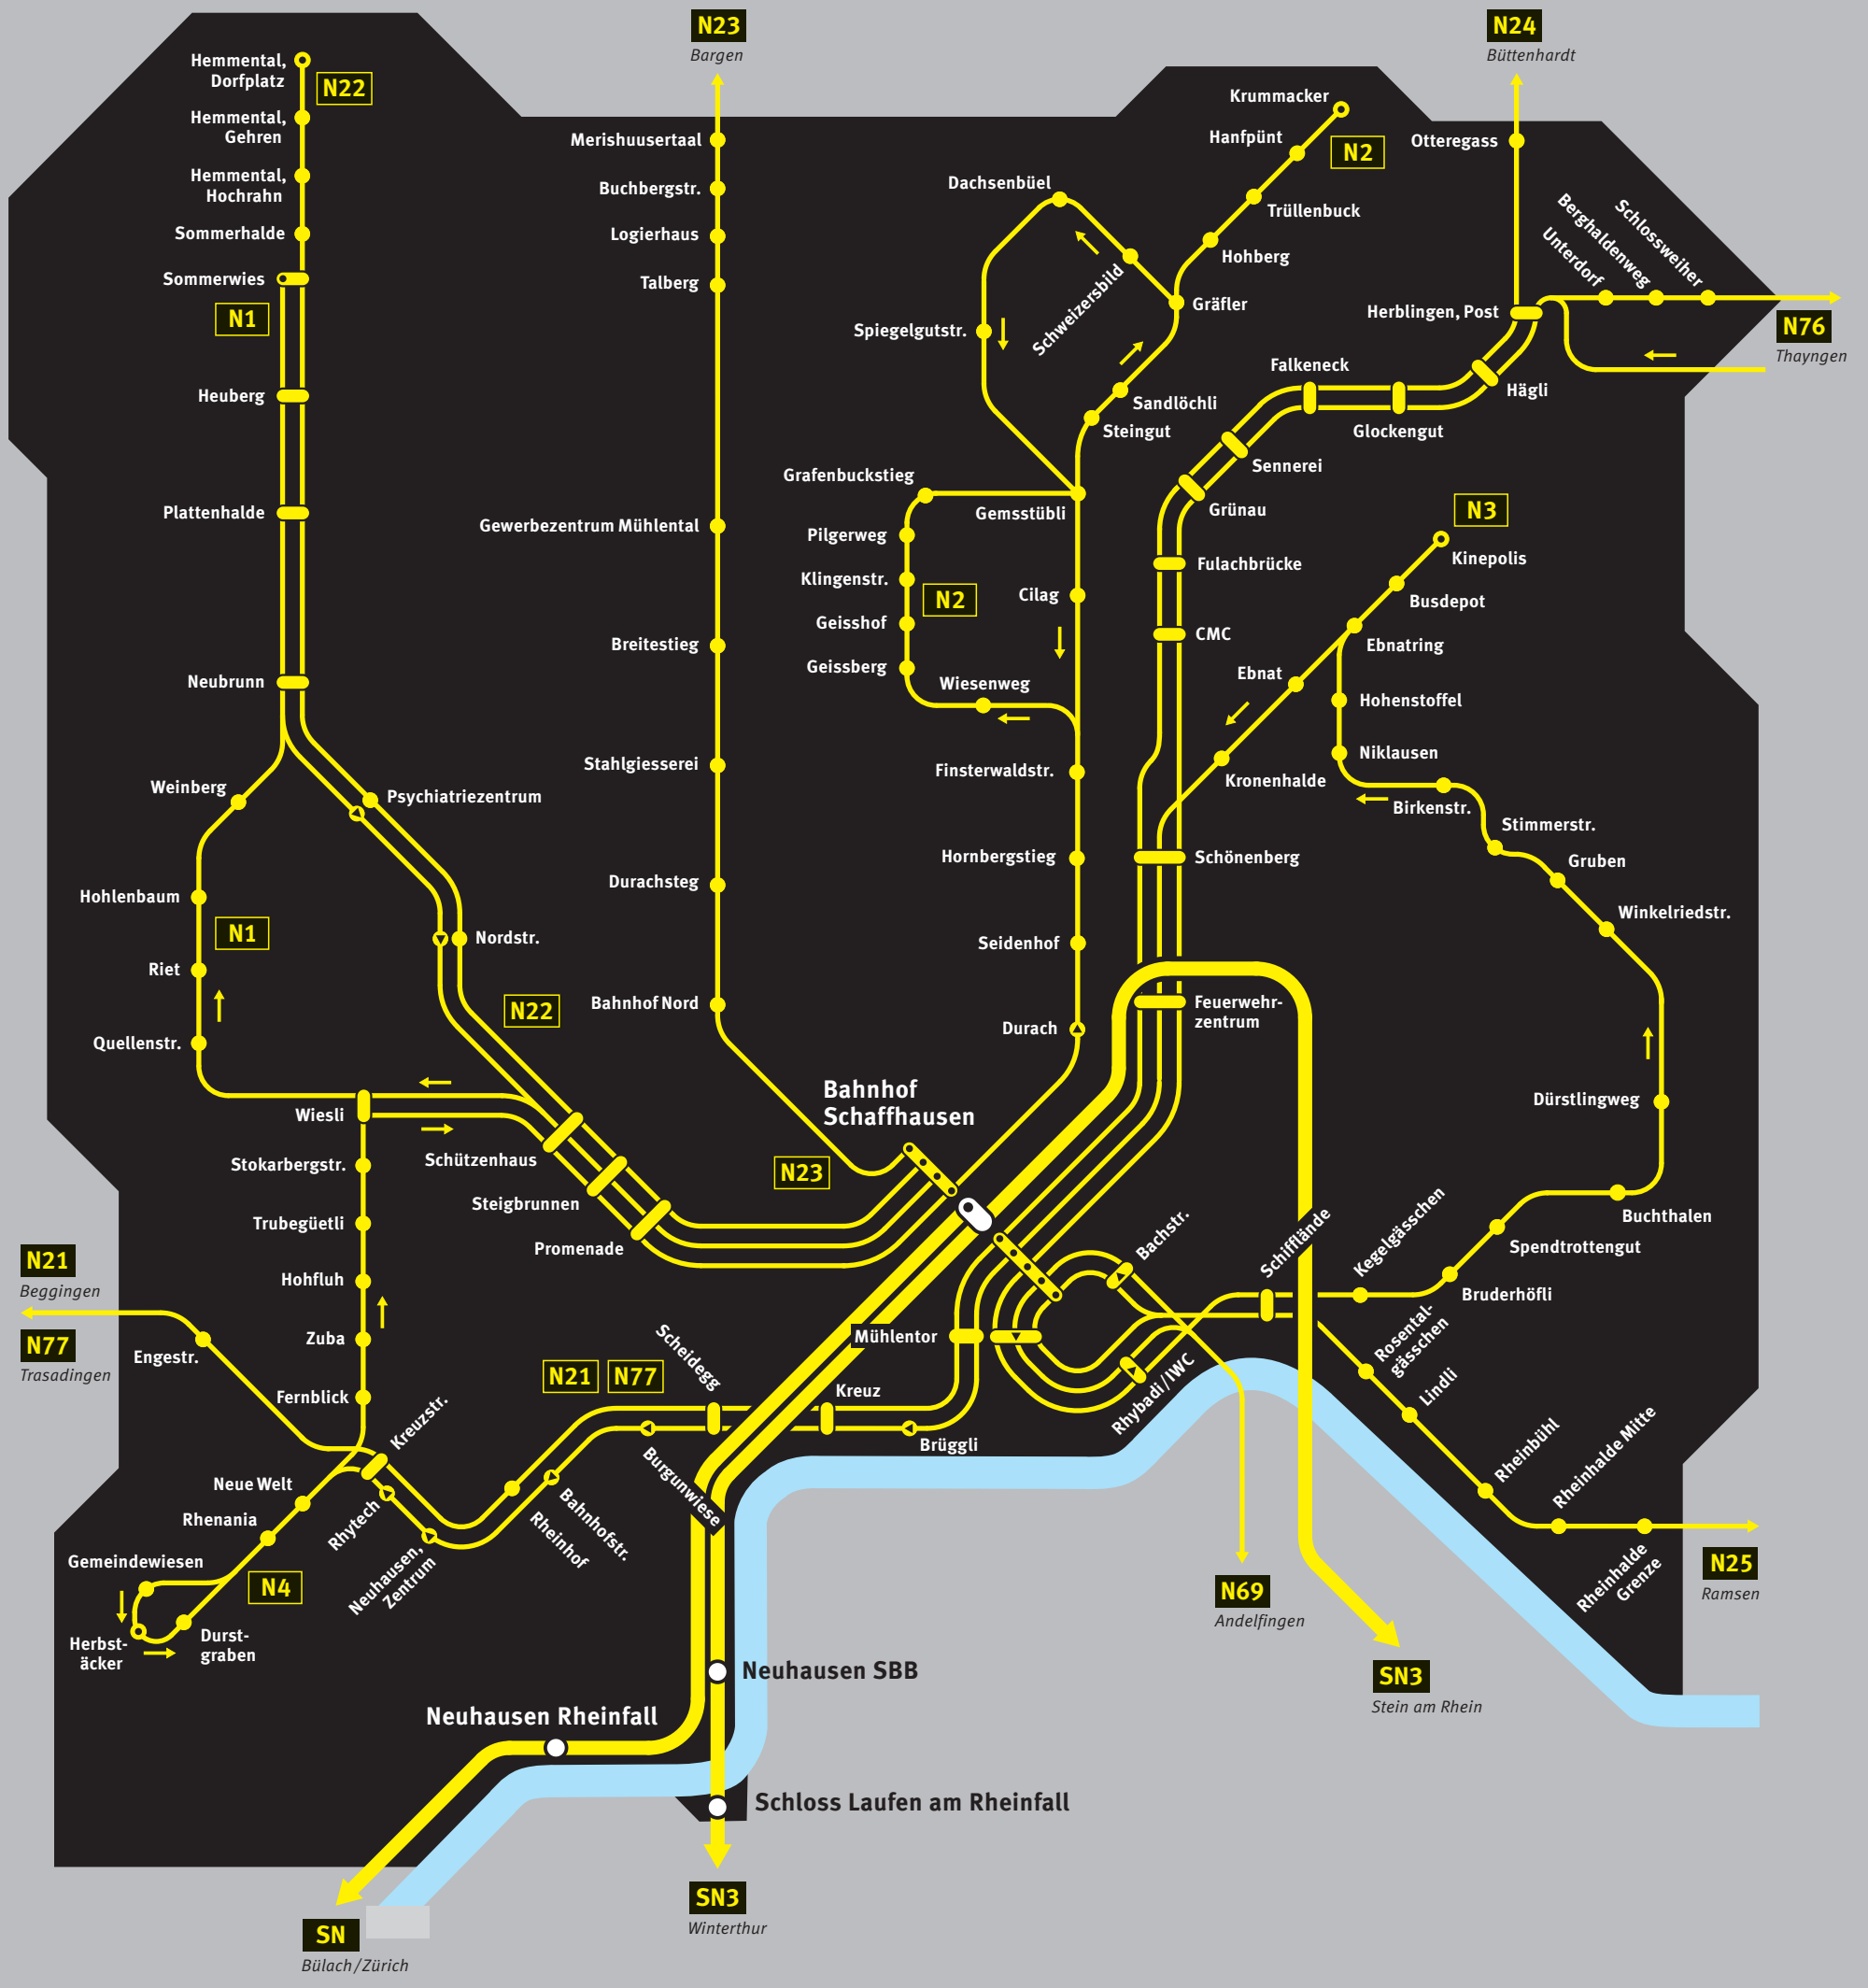 N23
Bargen
N24
Büttenhardt
Hemmental,
Dorfplatz
N22
Hemmental,
Gehren
Hemmental,
Hochrahn
Sommerhalde
Sommerwies
N1
Heuberg
Plattenhalde
Neubrunn
Weinberg
Psychiatriezentrum
Hohlenbaum
N1
Nordstr.
Riet
N22
Quellenstr.
Wiesli
Schützenhaus
Steigbrunnen
Promenade
Stokarbergstr.
Trubegüetli
Hohfluh
Zuba
Fernblick
Merishuusertaal
Buchbergstr.
Logierhaus
Talberg
Gewerbezentrum Mühlental
Breitestieg
Stahlgiesserei
Durachsteg
Bahnhof Nord
N23
Bahnhof
Schaffhausen
Krummacker
Hanfpünt
N2
Trüllenbuck
Hohberg
Dachsenbüel
Schweizersbild
Gräfler
Spiegelgutstr.
Sandlöchli
Steingut
Grafenbuckstieg
Gemsstübli
Pilgerweg
Klingenstr.
N2
Cilag
Geisshof
Geissberg
Wiesenweg
Finsterwaldstr.
Hornbergstieg
Seidenhof
Durach
Otteregass
Unterdorf
Berghaldenweg
Schlossweiher
Herblingen, Post
N76
Thayngen
Hägli
Falkeneck
Glockengut
Sennerei
Grünau
Fulachbrücke
CMC
N3
Kinepolis
Busdepot
Ebnatring
Ebnat
Hohenstoffel
Niklausen
Kronenhalde
Birkenstr.
Stimmerstr.
Gruben
Winkelriedstr.
Schönenberg
Feuerwehr-
zentrum
Dürstlingweg
Buchthalen
Spendtrottengut
Bruderhöfli
Kegelgässchen
Schifflände
Bachstr.
Rosental-
gässchen
Lindli
Rheinbühl
Rheinhalde Mitte
Rheinhalde
Grenze
N25
Ramsen
Mühlentor
Rhybadi/IWC
N69
Andelfingen
SN3
Stein am Rhein
N21
Beggingen
N77
Trasadingen
Engestr.
N21
N77
Scheidegg
Kreuz
Brüggli
Burgunwiese
Kreuzstr.
Bahnhofstr.
Rheinhof
Neue Welt
Rhytech
Neuhausen,
Zentrum
Rhenania
Gemeindewiesen
N4
Herbst-
äcker
Durst-
graben
Neuhausen SBB
Neuhausen Rheinfall
Schloss Laufen am Rheinfall
SN3
Winterthur
SN
Bülach/Zürich